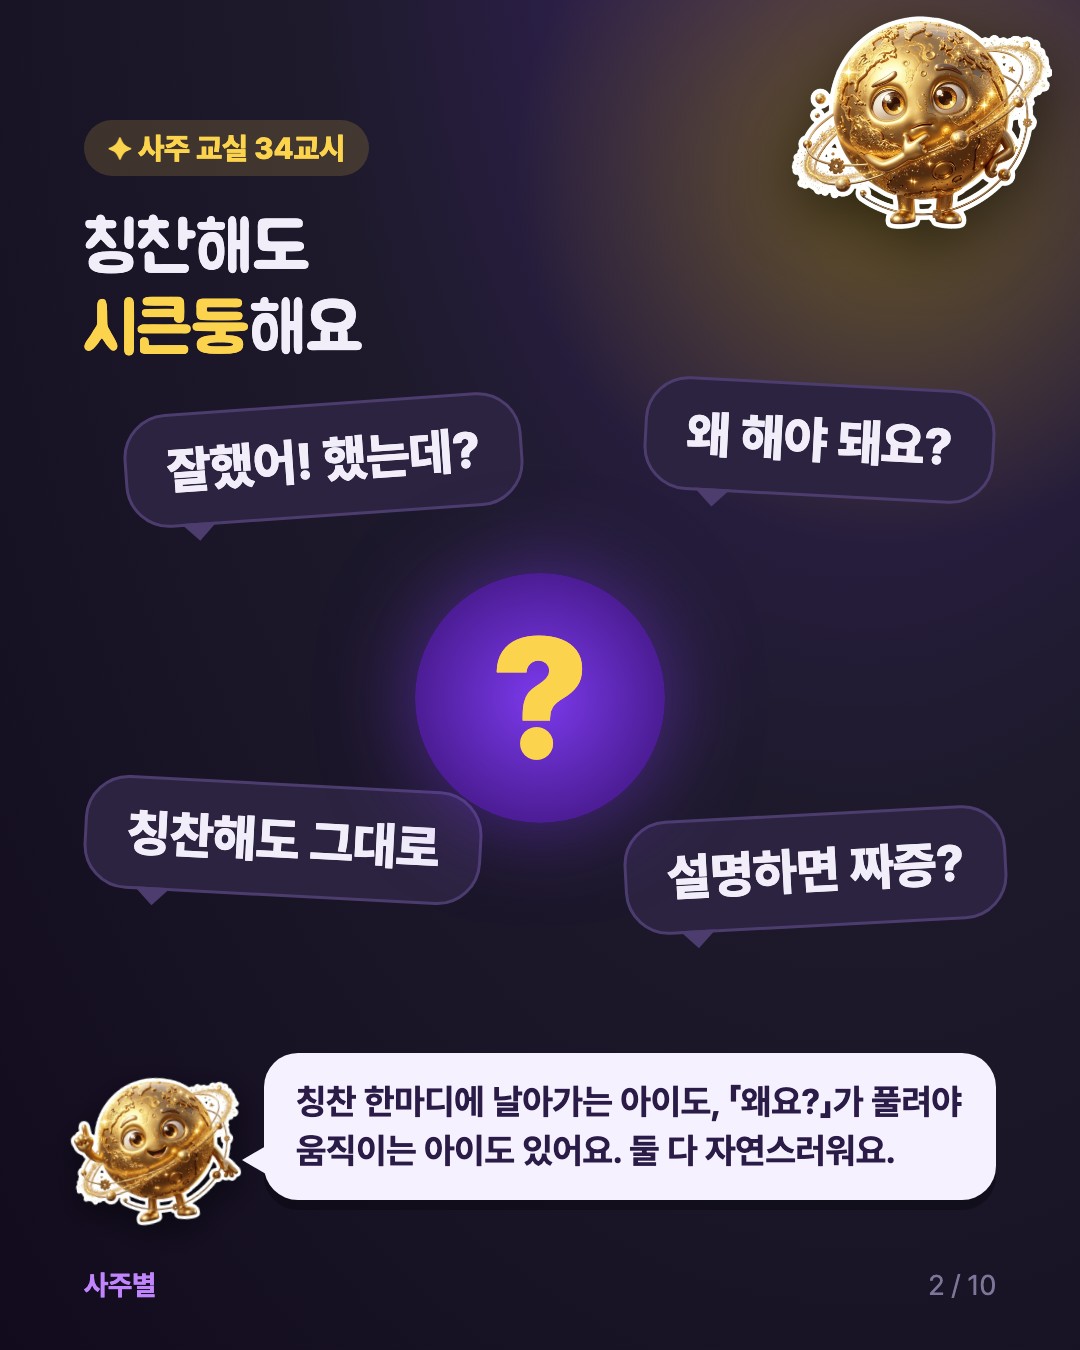 ✦ 사주 교실 34교시
칭찬해도
시큰둥해요
잘했어! 했는데?
왜 해야 돼요?
?
칭찬해도 그대로
설명하면 짜증?
칭찬 한마디에 날아가는 아이도, 「왜요?」가 풀려야
움직이는 아이도 있어요. 둘 다 자연스러워요.
사주별
2 / 10